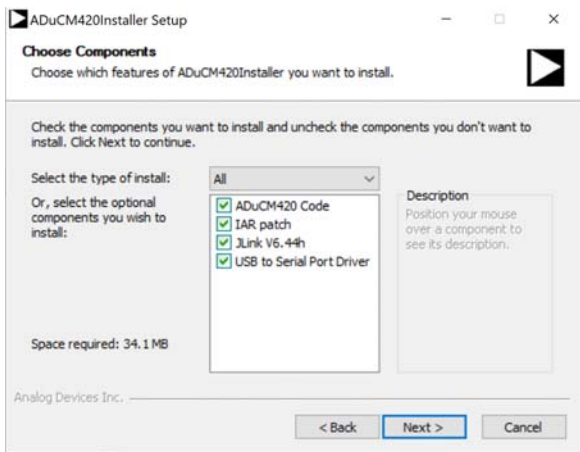 ADuCM420Installer Setup
Choose Components
Choose which features of ADuCM420Installer you want to install.
Check the components you want to install and uncheck the components you don't want to
install. Click Next to continue.
Select the type of install:
All
Or, select the optional
components you wish to
install:
ADuCM420 Code
IAR patch
JLink V6.44h
USB to Serial Port Driver
Description
Position your mouse
over a component to
see its description.
Space required: 34.1MB
Analog Devices Inc.
< Back
Next >
Cancel